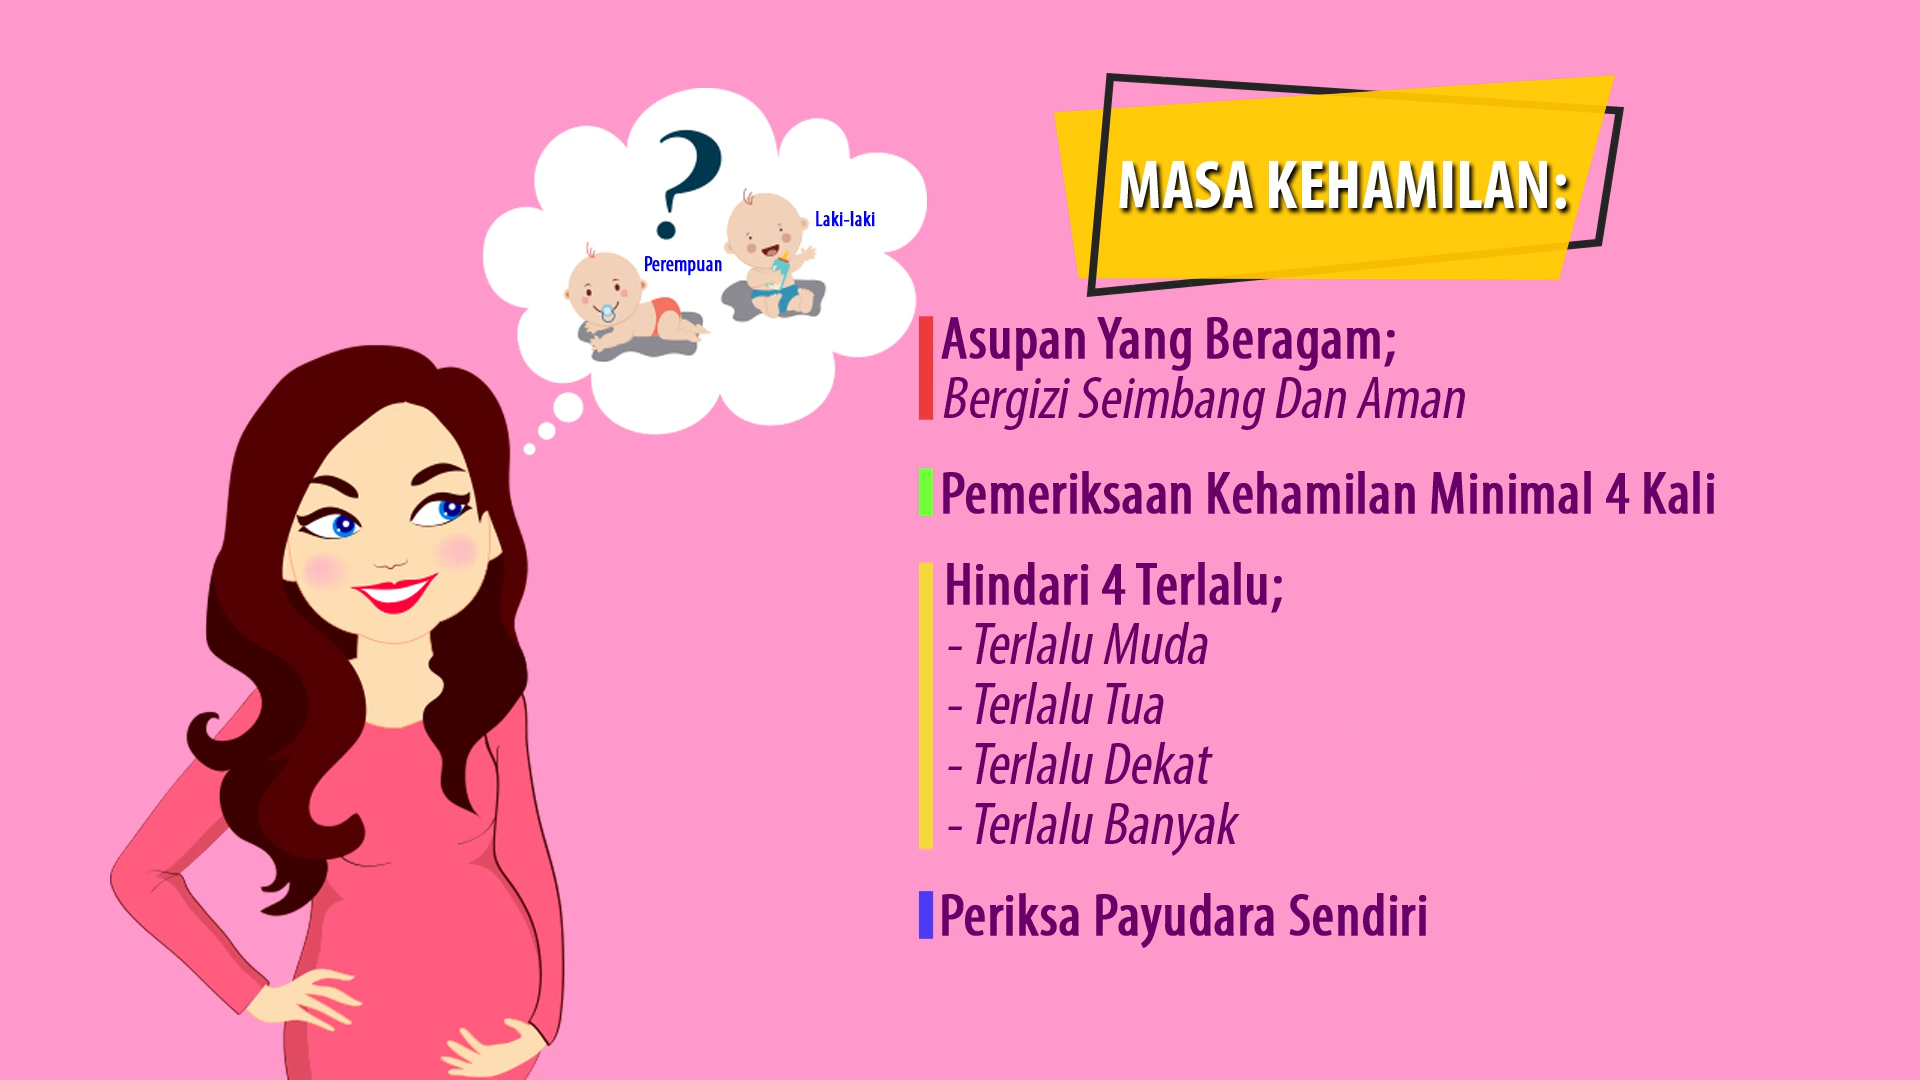 ?
Laki-laki
Perempuan
MASA KEHAMILAN:
Asupan Yang Beragam;
Bergizi Seimbang Dan Aman
Pemeriksaan Kehamilan Minimal 4 Kali
Hindari 4 Terlalu;
- Terlalu Muda
- Terlalu Tua
- Terlalu Dekat
- Terlalu Banyak
Periksa Payudara Sendiri